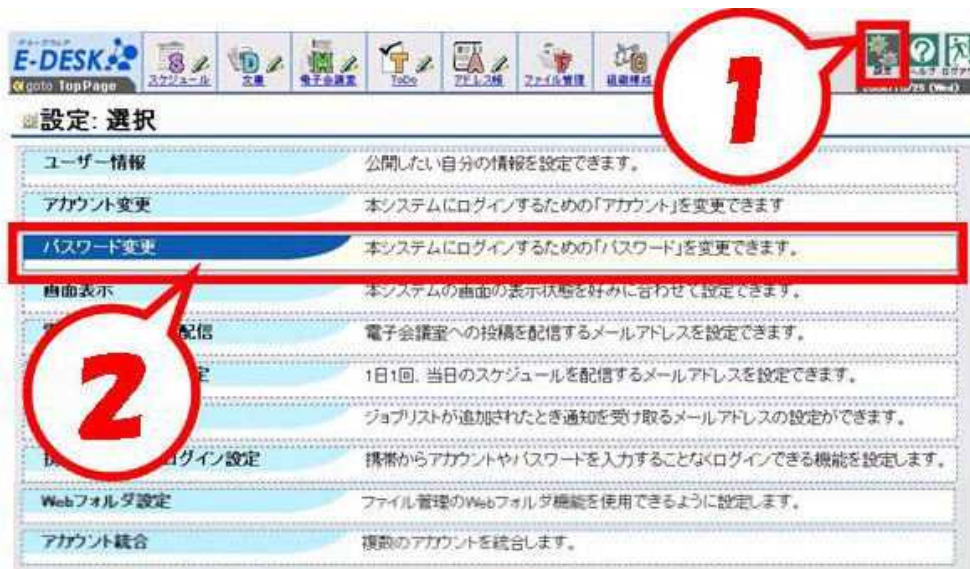 E-DESK
goto TopPage
スケジュール
文庫
電子会議室
ToDo
アドレス帳
ファイル管理
組織構成
設定
ヘルプ
1
(Wed)
設定: 選択
ユーザー情報 公開したい自分の情報を設定できます。
アカウント変更 本システムにログインするための「アカウント」を変更できます
パスワード変更 本システムにログインするための「パスワード」を変更できます。
画面表示 本システムの画面の表示状態を好みに合わせて設定できます。
配信 電子会議室への投稿を配信するメールアドレスを設定できます。
1日1回、当日のスケジュールを配信するメールアドレスを設定できます。
2
ジョブリストが追加されたとき通知を受け取るメールアドレスの設定ができます。
ログイン設定 携帯からアカウントやパスワードを入力することなくログインできる機能を設定します。
Webフォルダ設定 ファイル管理のWebフォルダ機能を使用できるように設定します。
アカウント統合 複数のアカウントを統合します。